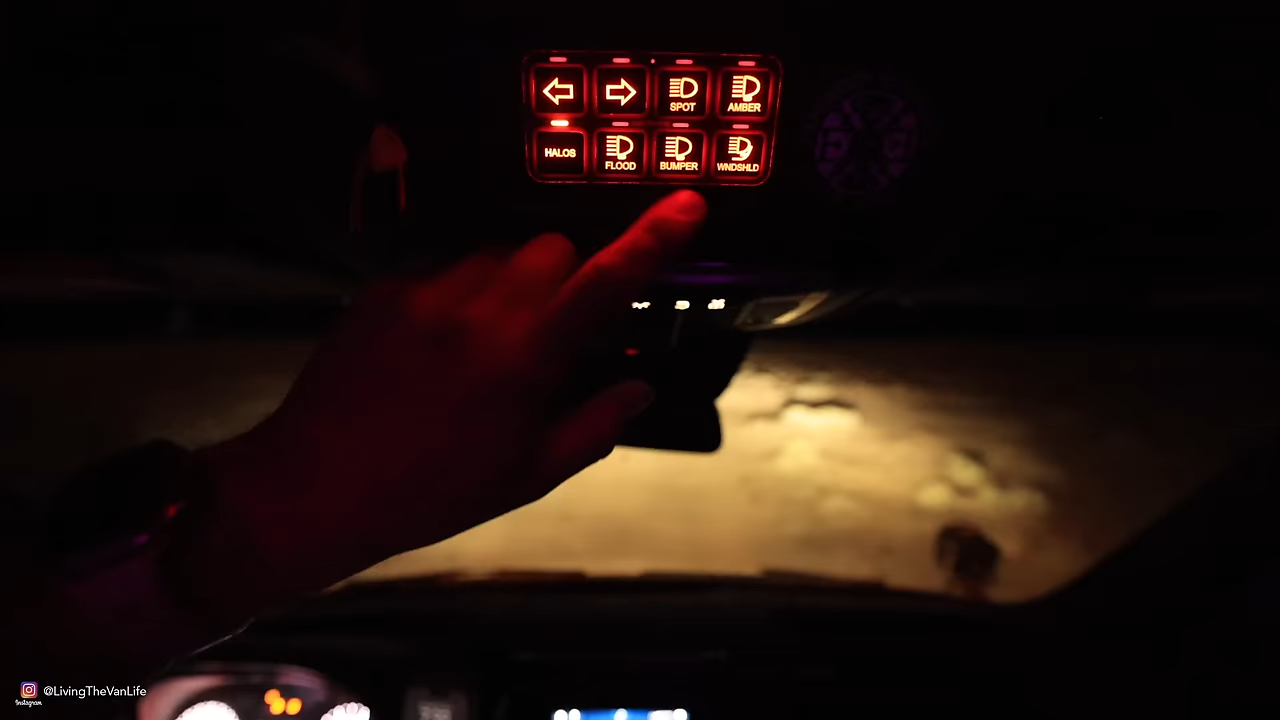 SPOT
AMBER
HALOS
FLOOD
BUMPER
WNDSHLD
@LivingTheVanLife
Instagram